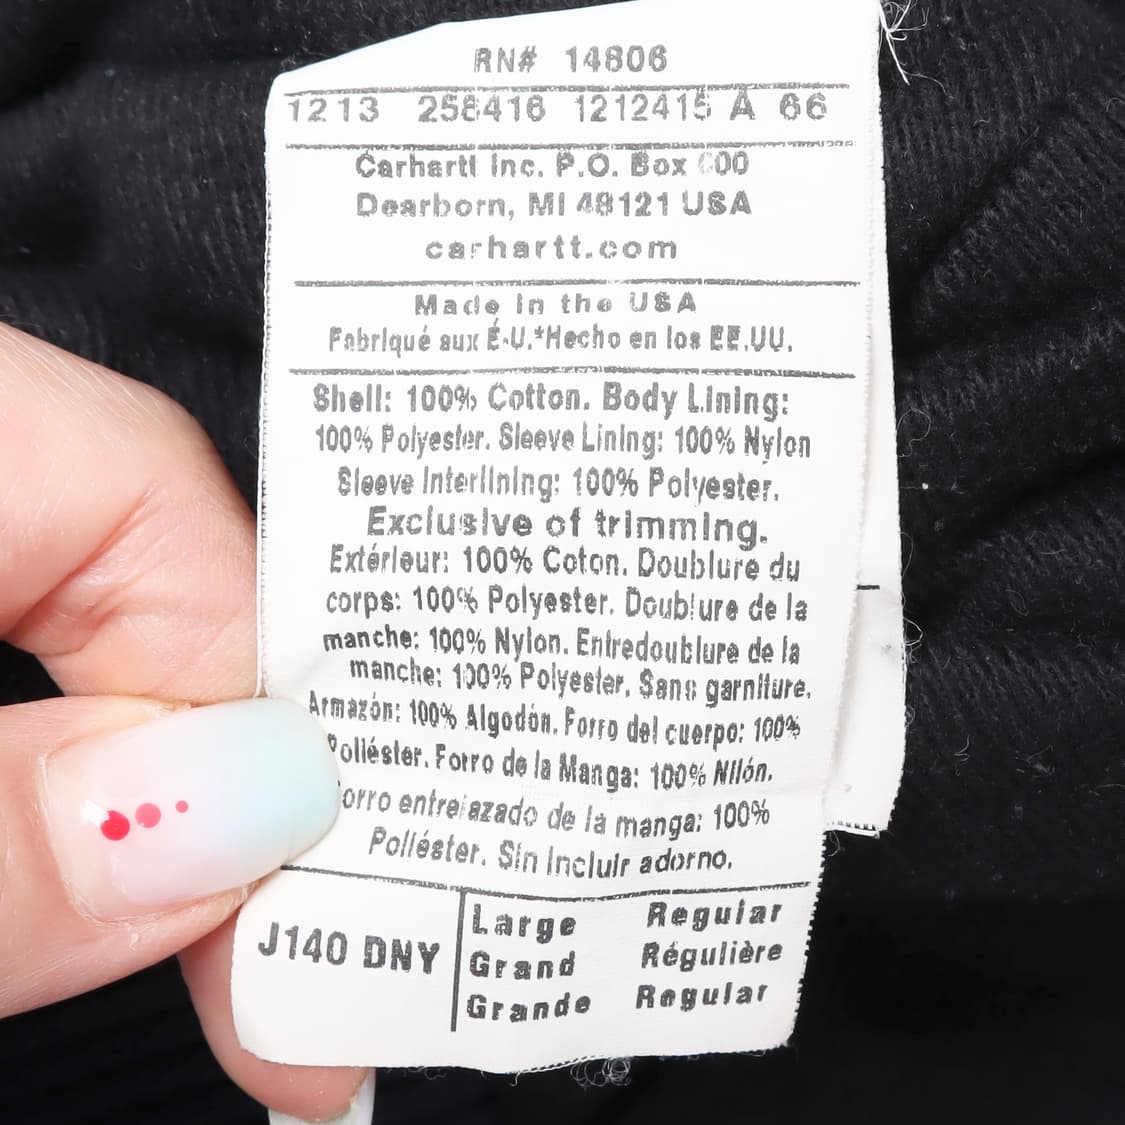 RN# 14806
1213 258416 1212415 A 66
Carhartt Inc. P.O. Box 600
Dearborn, MI 48121 USA
carhartt.com
Made in the USA
Fabriqué aux É-U.*Hecho en los EE.UU.
Shell: 100% Cotton. Body Lining:
100% Polyester. Sleeve Lining: 100% Nylon
Sleeve Interlining: 100% Polyester.
Exclusive of trimming.
Extérieur: 100% Coton. Doublure du
corps: 100% Polyester. Doublure de la
manche: 100% Nylon. Entredoublure de la
manche: 100% Polyester. Sans garniture.
Armazón: 100% Algodón. Forro del cuerpo: 100%
Poliéster. Forro de la Manga: 100% Nilón.
orro entrelazado de la manga: 100%
Poliéster. Sin incluir adorno.
J140 DNY
Large Regular
Grand Régulière
Grande Regular